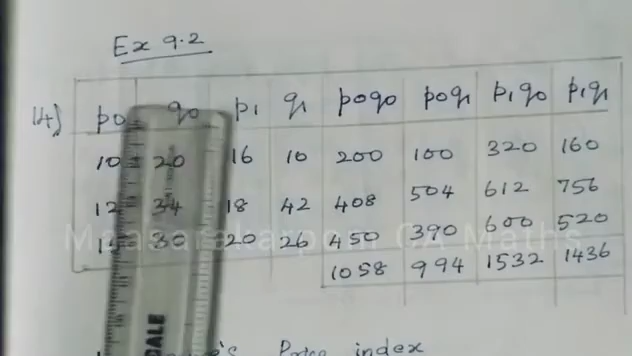 Ex 9.2
14) p0 q0 p1 q1 p0q0 p0q1 p1q0 p1q1
10 20 16 10 200 100 320 160
12 34 18 42 408 504 612 756
30 20 26 450 390 600 520
1058 994 1532 1436
Price index